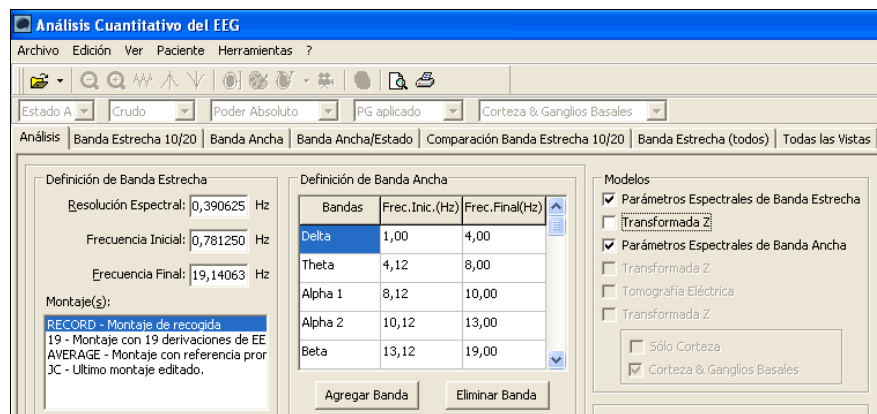 Análisis Cuantitativo del EEG
Archivo Edición Ver Paciente Herramientas ?
Estado A Crudo Poder Absoluto PG aplicado Corteza & Ganglios Basales
Análisis Banda Estrecha 10/20 Banda Ancha Banda Ancha/Estado Comparación Banda Estrecha 10/20 Banda Estrecha (todos) Todas las Vistas
Definición de Banda Estrecha
Resolución Espectral: 0,390625 Hz
Frecuencia Inicial: 0,781250 Hz
Frecuencia Final: 19,14063 Hz
Montaje(s):
RECORD - Montaje de recogida
19 - Montaje con 19 derivaciones de EE
AVERAGE - Montaje con referencia pror
JC - Ultimo montaje editado.
Definición de Banda Ancha
Bandas Frec.Inic.(Hz) Frec.Final(Hz)
Delta 1,00 4,00
Theta 4,12 8,00
Alpha 1 8,12 10,00
Alpha 2 10,12 13,00
Beta 13,12 19,00
Agregar Banda Eliminar Banda
Modelos
Parámetros Espectrales de Banda Estrecha
Transformada Z
Parámetros Espectrales de Banda Ancha
Transformada Z
Tomografía Eléctrica
Transformada Z
Sólo Corteza
Corteza & Ganglios Basales